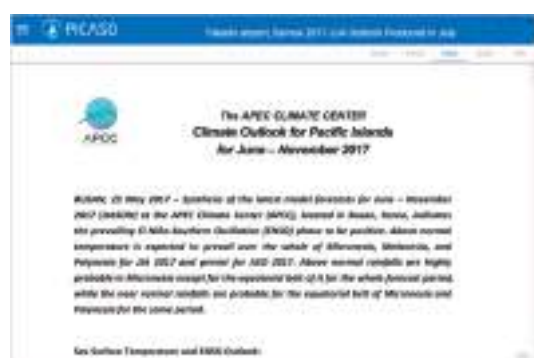 PICASO
APCC
The APEC CLIMATE CENTER
Climate Outlook for Pacific Islands
for June – November 2017
BUSAN, 25 May 2017 – Synthesis of the latest model forecasts for June – November
2017 (JJASON) at the APEC Climate Center (APCC), located in Busan, Korea, indicates
the prevailing El Niño Southern Oscillation (ENSO) phase to be positive. Above normal
temperature is expected to prevail over the whole of Micronesia, Melanesia, and
Polynesia for JJA 2017 and persist for SON 2017. Above normal rainfalls are highly
probable in Micronesia except for the equatorial belt of it for the whole forecast period,
while the near normal rainfalls are probable for the equatorial belt of Micronesia and
Polynesia for the same period.
Sea Surface Temperature and ENSO Outlook: